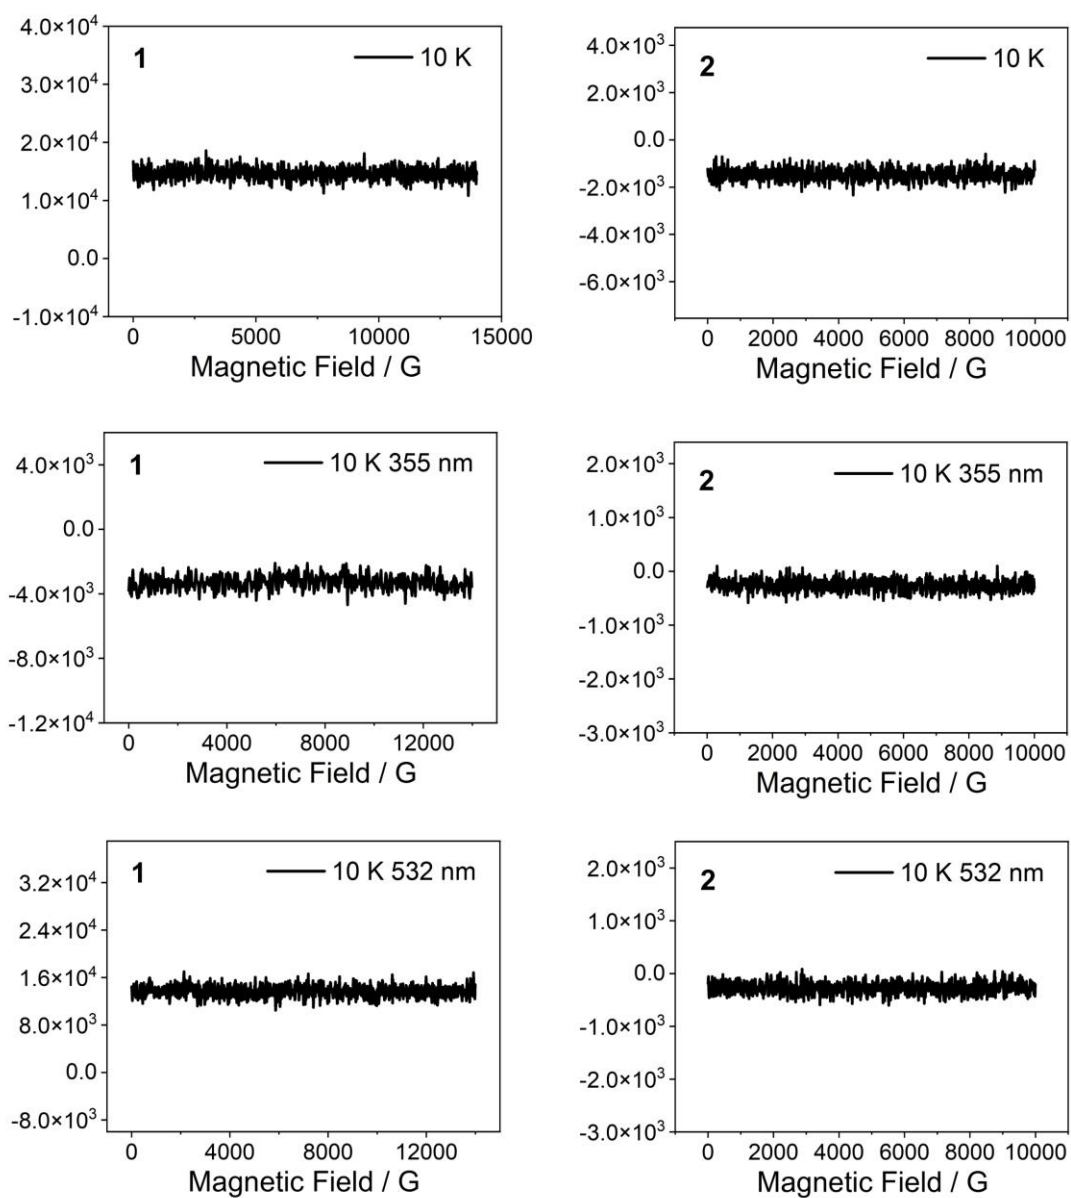 4.0×10⁴
3.0×10⁴
2.0×10⁴
1.0×10⁴
0.0
-1.0×10⁴
1
10 K
0 5000 10000 15000
Magnetic Field / G
4.0×10³
2.0×10³
0.0
-2.0×10³
-4.0×10³
-6.0×10³
2
10 K
0 2000 4000 6000 8000 10000
Magnetic Field / G
4.0×10³
0.0
-4.0×10³
-8.0×10³
-1.2×10⁴
1
10 K 355 nm
0 4000 8000 12000
Magnetic Field / G
2.0×10³
1.0×10³
0.0
-1.0×10³
-2.0×10³
-3.0×10³
2
10 K 355 nm
0 2000 4000 6000 8000 10000
Magnetic Field / G
3.2×10⁴
2.4×10⁴
1.6×10⁴
8.0×10³
0.0
-8.0×10³
1
10 K 532 nm
0 4000 8000 12000
Magnetic Field / G
2.0×10³
1.0×10³
0.0
-1.0×10³
-2.0×10³
-3.0×10³
2
10 K 532 nm
0 2000 4000 6000 8000 10000
Magnetic Field / G